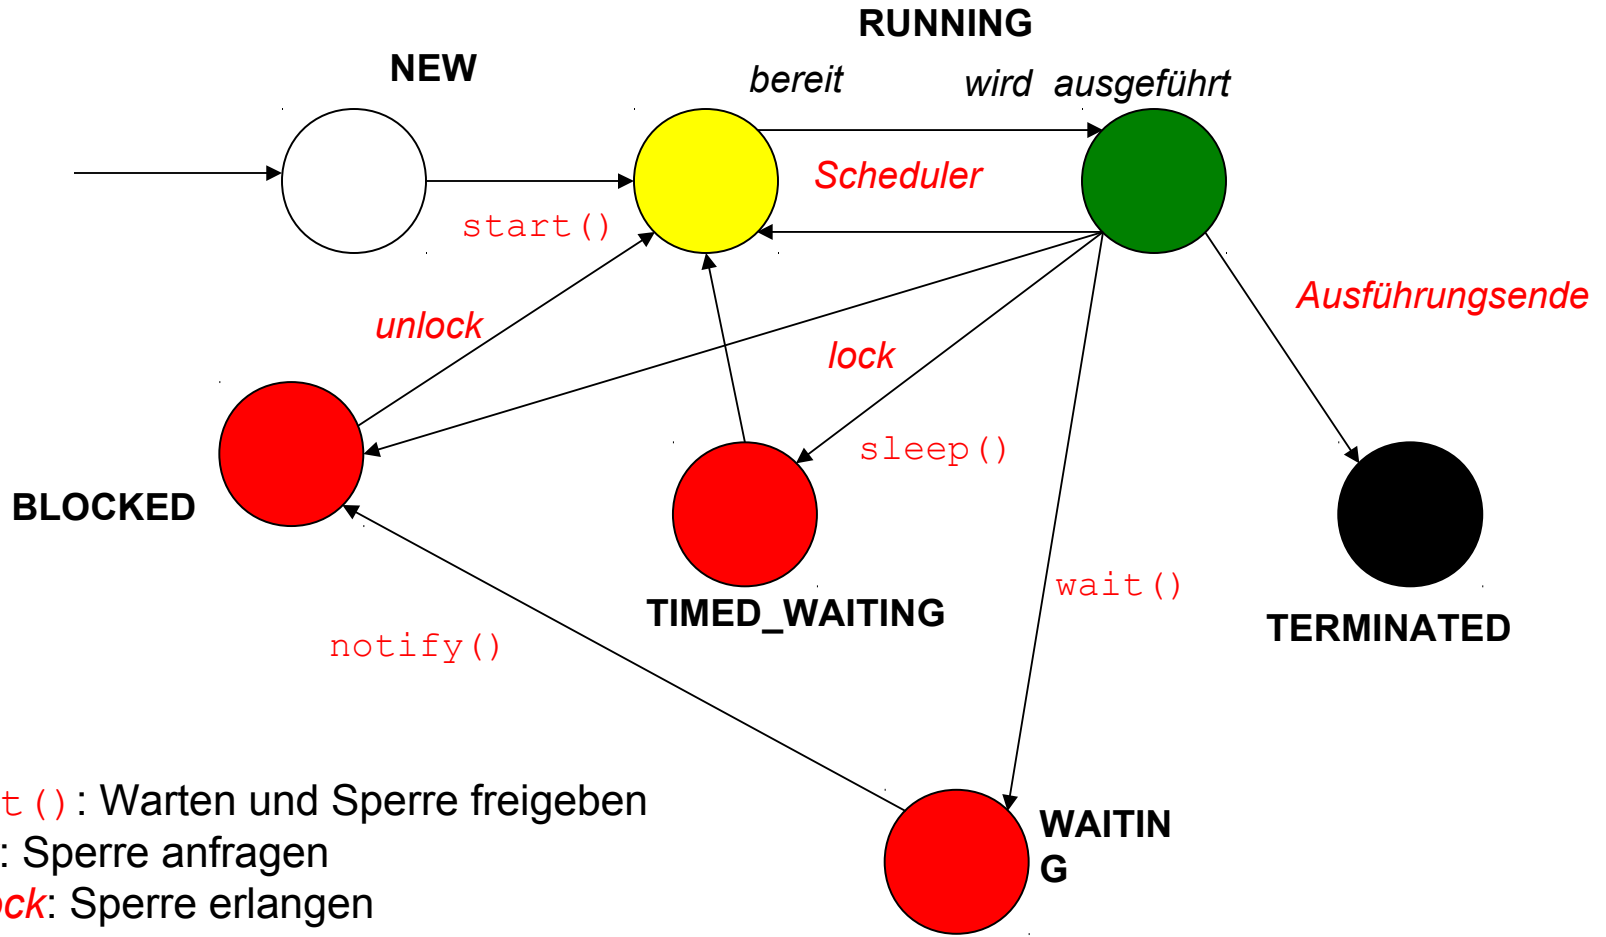 RUNNING
NEW
bereit
wird ausgeführt
Scheduler
start()
Ausführungsende
unlock
lock
sleep()
BLOCKED
wait()
TIMED_WAITING
TERMINATED
notify()
t(): Warten und Sperre freigeben
: Sperre anfragen
ock: Sperre erlangen
WAITIN
G